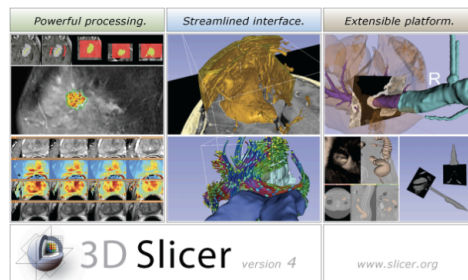 Powerful processing.
Streamlined interface.
Extensible platform.
R
3D Slicer version 4
www.slicer.org